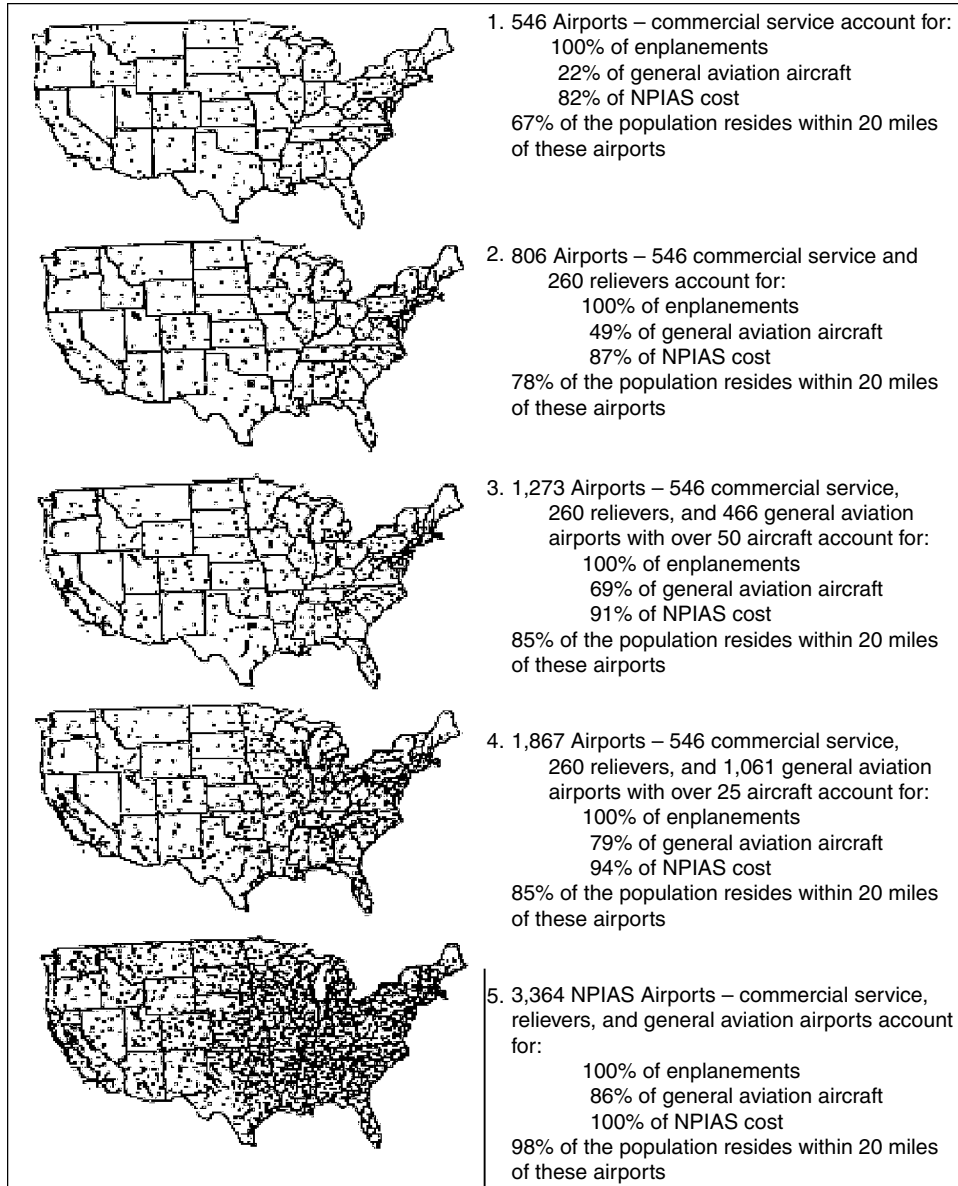 1. 546 Airports – commercial service account for:
100% of enplanements
22% of general aviation aircraft
82% of NPIAS cost
67% of the population resides within 20 miles
of these airports
2. 806 Airports – 546 commercial service and
260 relievers account for:
100% of enplanements
49% of general aviation aircraft
87% of NPIAS cost
78% of the population resides within 20 miles
of these airports
3. 1,273 Airports – 546 commercial service,
260 relievers, and 466 general aviation
airports with over 50 aircraft account for:
100% of enplanements
69% of general aviation aircraft
91% of NPIAS cost
85% of the population resides within 20 miles
of these airports
4. 1,867 Airports – 546 commercial service,
260 relievers, and 1,061 general aviation
airports with over 25 aircraft account for:
100% of enplanements
79% of general aviation aircraft
94% of NPIAS cost
85% of the population resides within 20 miles
of these airports
5. 3,364 NPIAS Airports – commercial service,
relievers, and general aviation airports account
for:
100% of enplanements
86% of general aviation aircraft
100% of NPIAS cost
98% of the population resides within 20 miles
of these airports